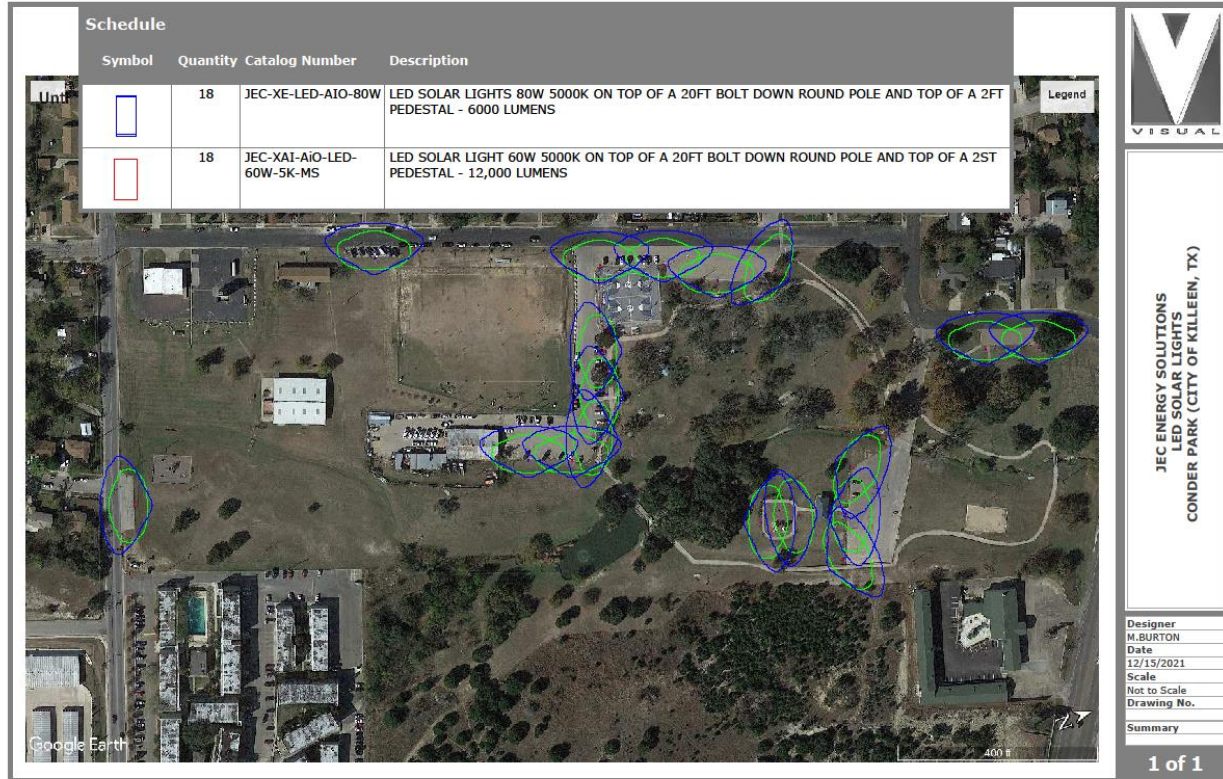 Schedule
Symbol Quantity Catalog Number Description
18 JEC-XE-LED-AIO-80W LED SOLAR LIGHTS 80W 5000K ON TOP OF A 20FT BOLT DOWN ROUND POLE AND TOP OF A 2FT
PEDESTAL - 6000 LUMENS
18 JEC-XAI-AiO-LED- LED SOLAR LIGHT 60W 5000K ON TOP OF A 20FT BOLT DOWN ROUND POLE AND TOP OF A 2ST
60W-5K-MS PEDESTAL - 12,000 LUMENS
Unti
Legend
Google Earth
400 ft
VISUAL
JEC ENERGY SOLUTIONS
LED SOLAR LIGHTS
CONDER PARK (CITY OF KILLEEN, TX)
Designer
M.BURTON
Date
12/15/2021
Scale
Not to Scale
Drawing No.
Summary
1 of 1